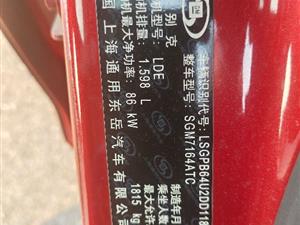 别克
车辆识别代号: LSGPB64U2DD118
机型号: LDE
整车型号: SGM7164ATC
机排量: 1.598 L
制造年月
机最大净功率: 86 kW
乘坐人数
最大允许
1815 kg
国 上海通用东岳汽车有限公